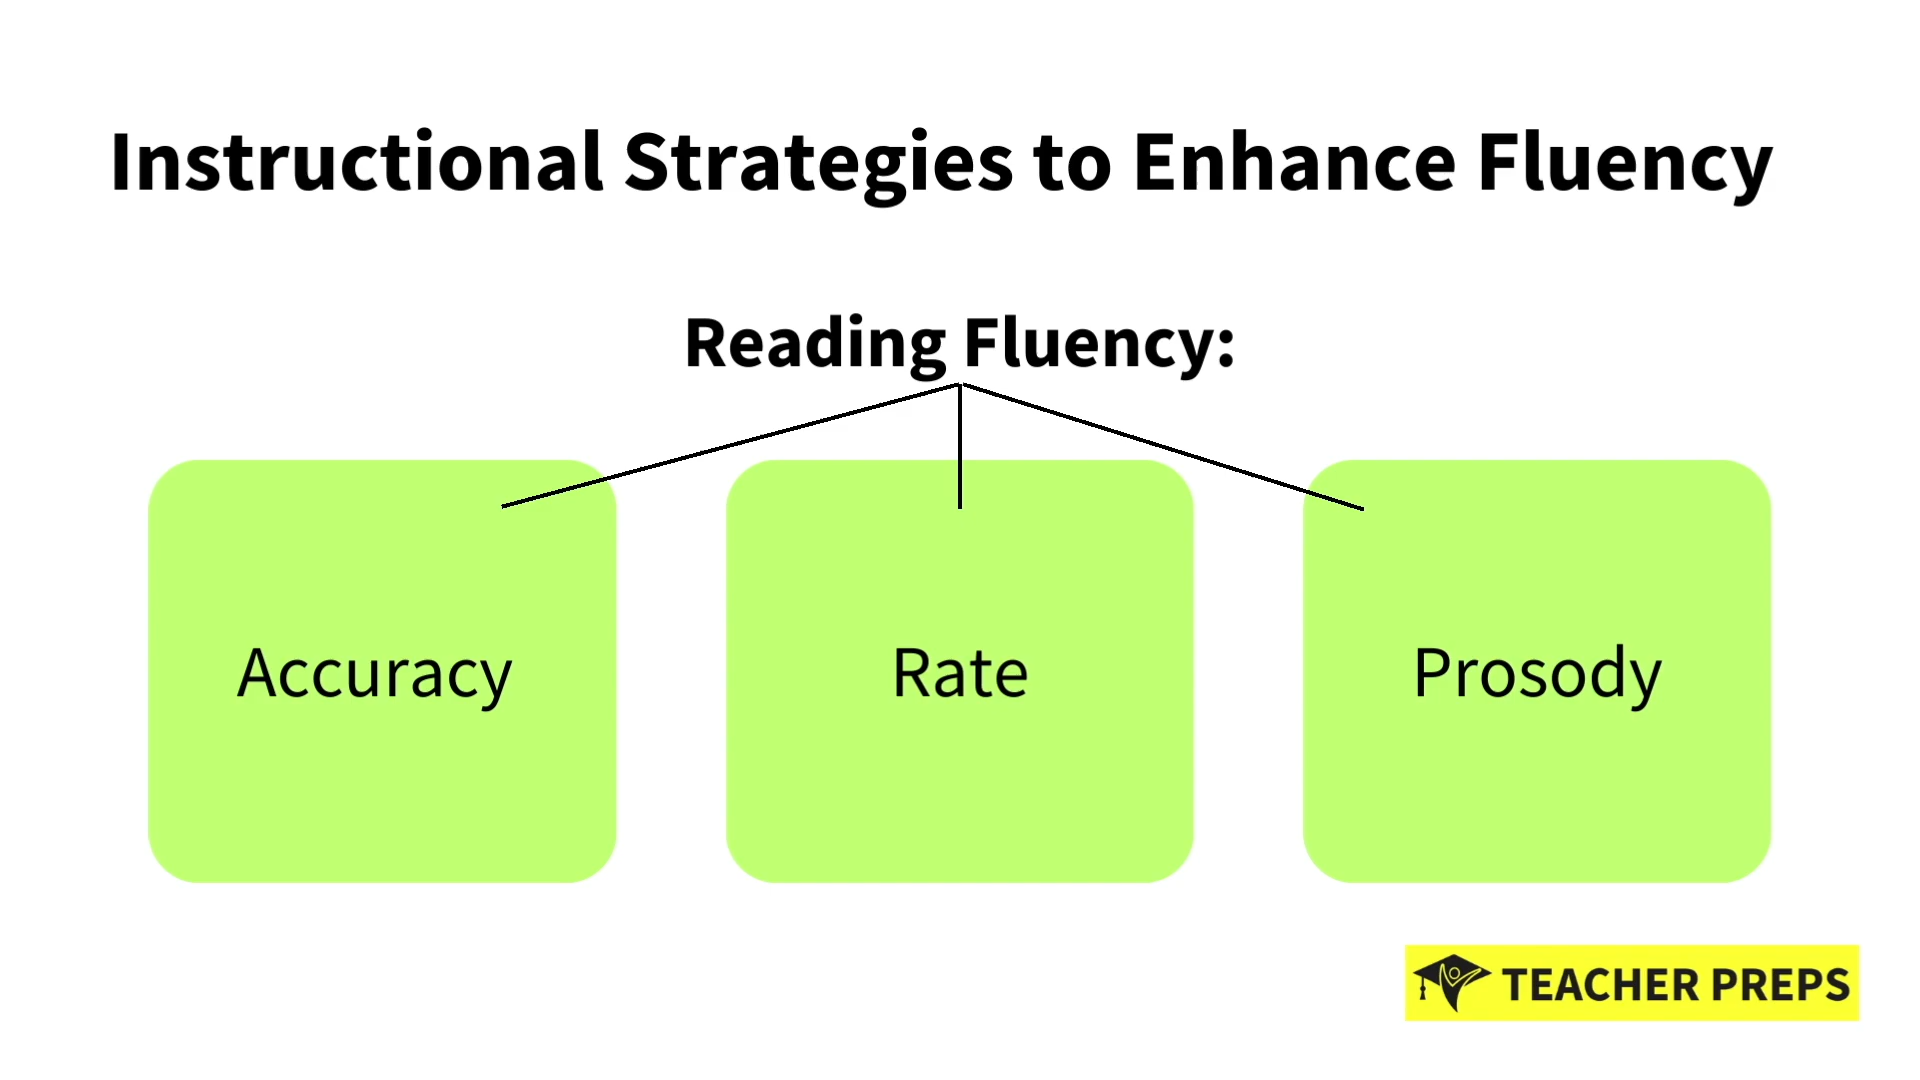 Instructional Strategies to Enhance Fluency
Reading Fluency:
Accuracy
Rate
Prosody
TEACHER PREPS